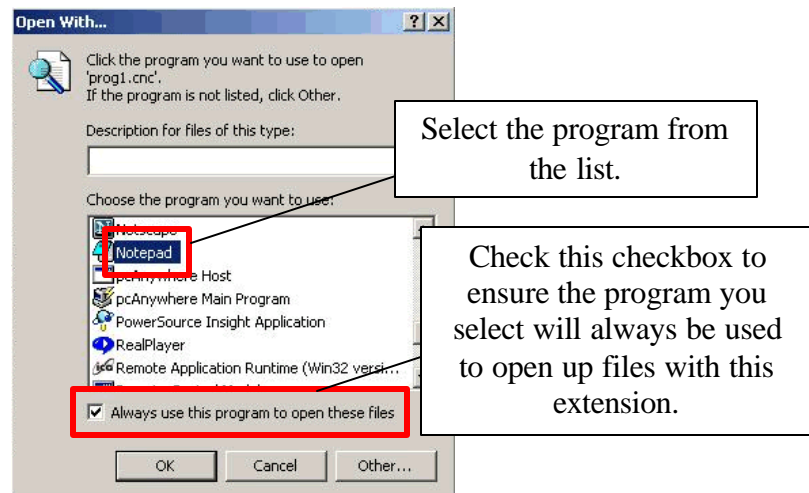 Open With...
Click the program you want to use to open
'prog1.cnc'.
If the program is not listed, click Other.
Description for files of this type:
Choose the program you want to use:
Netscape
Notepad
pcAnywhere Host
pcAnywhere Main Program
PowerSource Insight Application
RealPlayer
Remote Application Runtime (Win32 versi...
Always use this program to open these files
OK
Cancel
Other...
Select the program from
the list.
Check this checkbox to
ensure the program you
select will always be used
to open up files with this
extension.